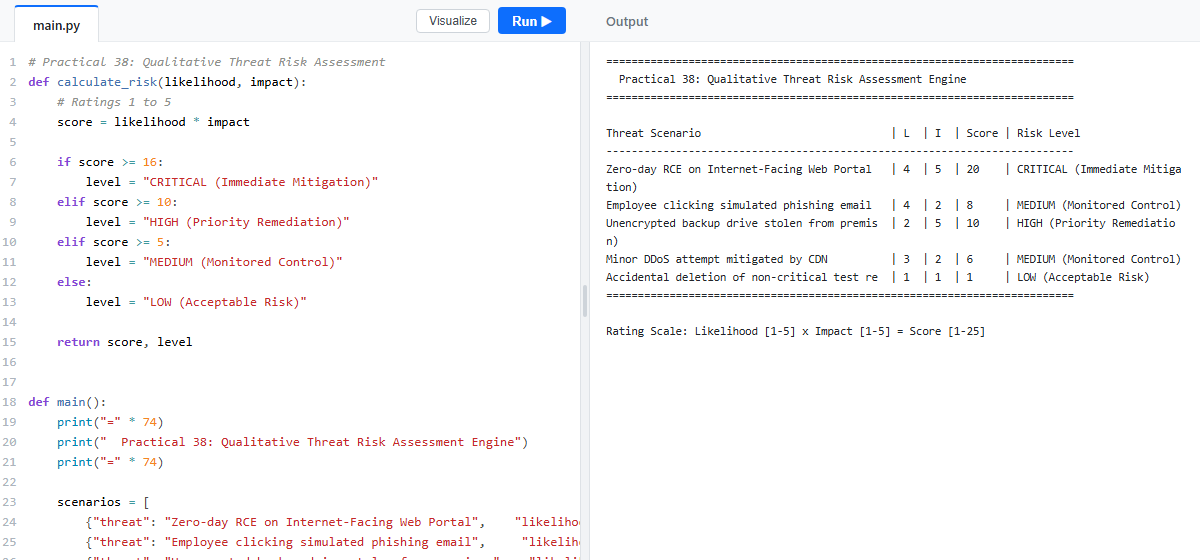 main.py
Visualize
Run
Output
1 # Practical 38: Qualitative Threat Risk Assessment
2 def calculate_risk(likelihood, impact):
3     # Ratings 1 to 5
4     score = likelihood * impact
5
6     if score >= 16:
7         level = "CRITICAL (Immediate Mitigation)"
8     elif score >= 10:
9         level = "HIGH (Priority Remediation)"
10     elif score >= 5:
11         level = "MEDIUM (Monitored Control)"
12     else:
13         level = "LOW (Acceptable Risk)"
14
15     return score, level
16
17
18 def main():
19     print("=" * 74)
20     print("  Practical 38: Qualitative Threat Risk Assessment Engine")
21     print("=" * 74)
22
23     scenarios = [
24         {"threat": "Zero-day RCE on Internet-Facing Web Portal",    "likeliho
25         {"threat": "Employee clicking simulated phishing email",     "likelih
==========================================================================
  Practical 38: Qualitative Threat Risk Assessment Engine
==========================================================================
Threat Scenario                              | L  | I  | Score | Risk Level
--------------------------------------------------------------------------
Zero-day RCE on Internet-Facing Web Portal   | 4  | 5  | 20    | CRITICAL (Immediate Mitiga
tion)
Employee clicking simulated phishing email   | 4  | 2  | 8     | MEDIUM (Monitored Control)
Unencrypted backup drive stolen from premis  | 2  | 5  | 10    | HIGH (Priority Remediatio
n)
Minor DDoS attempt mitigated by CDN          | 3  | 2  | 6     | MEDIUM (Monitored Control)
Accidental deletion of non-critical test re  | 1  | 1  | 1     | LOW (Acceptable Risk)
==========================================================================
Rating Scale: Likelihood [1-5] x Impact [1-5] = Score [1-25]